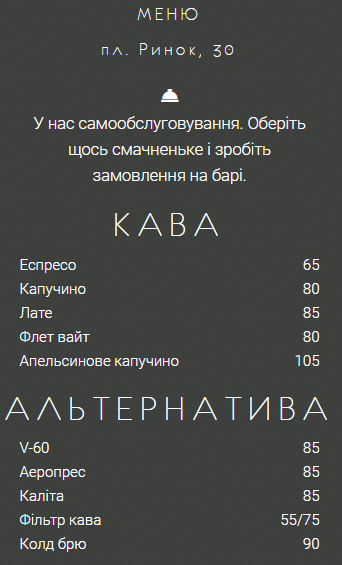 МЕНЮ
пл. Ринок, 30
У нас самообслуговування. Оберіть
щось смачненьке і зробіть
замовлення на барі.
КАВА
Еспресо 65
Капучино 80
Лате 85
Флет вайт 80
Апельсинове капучино 105
АЛЬТЕРНАТИВА
V-60 85
Аеропрес 85
Каліта 85
Фільтр кава 55/75
Колд брю 90